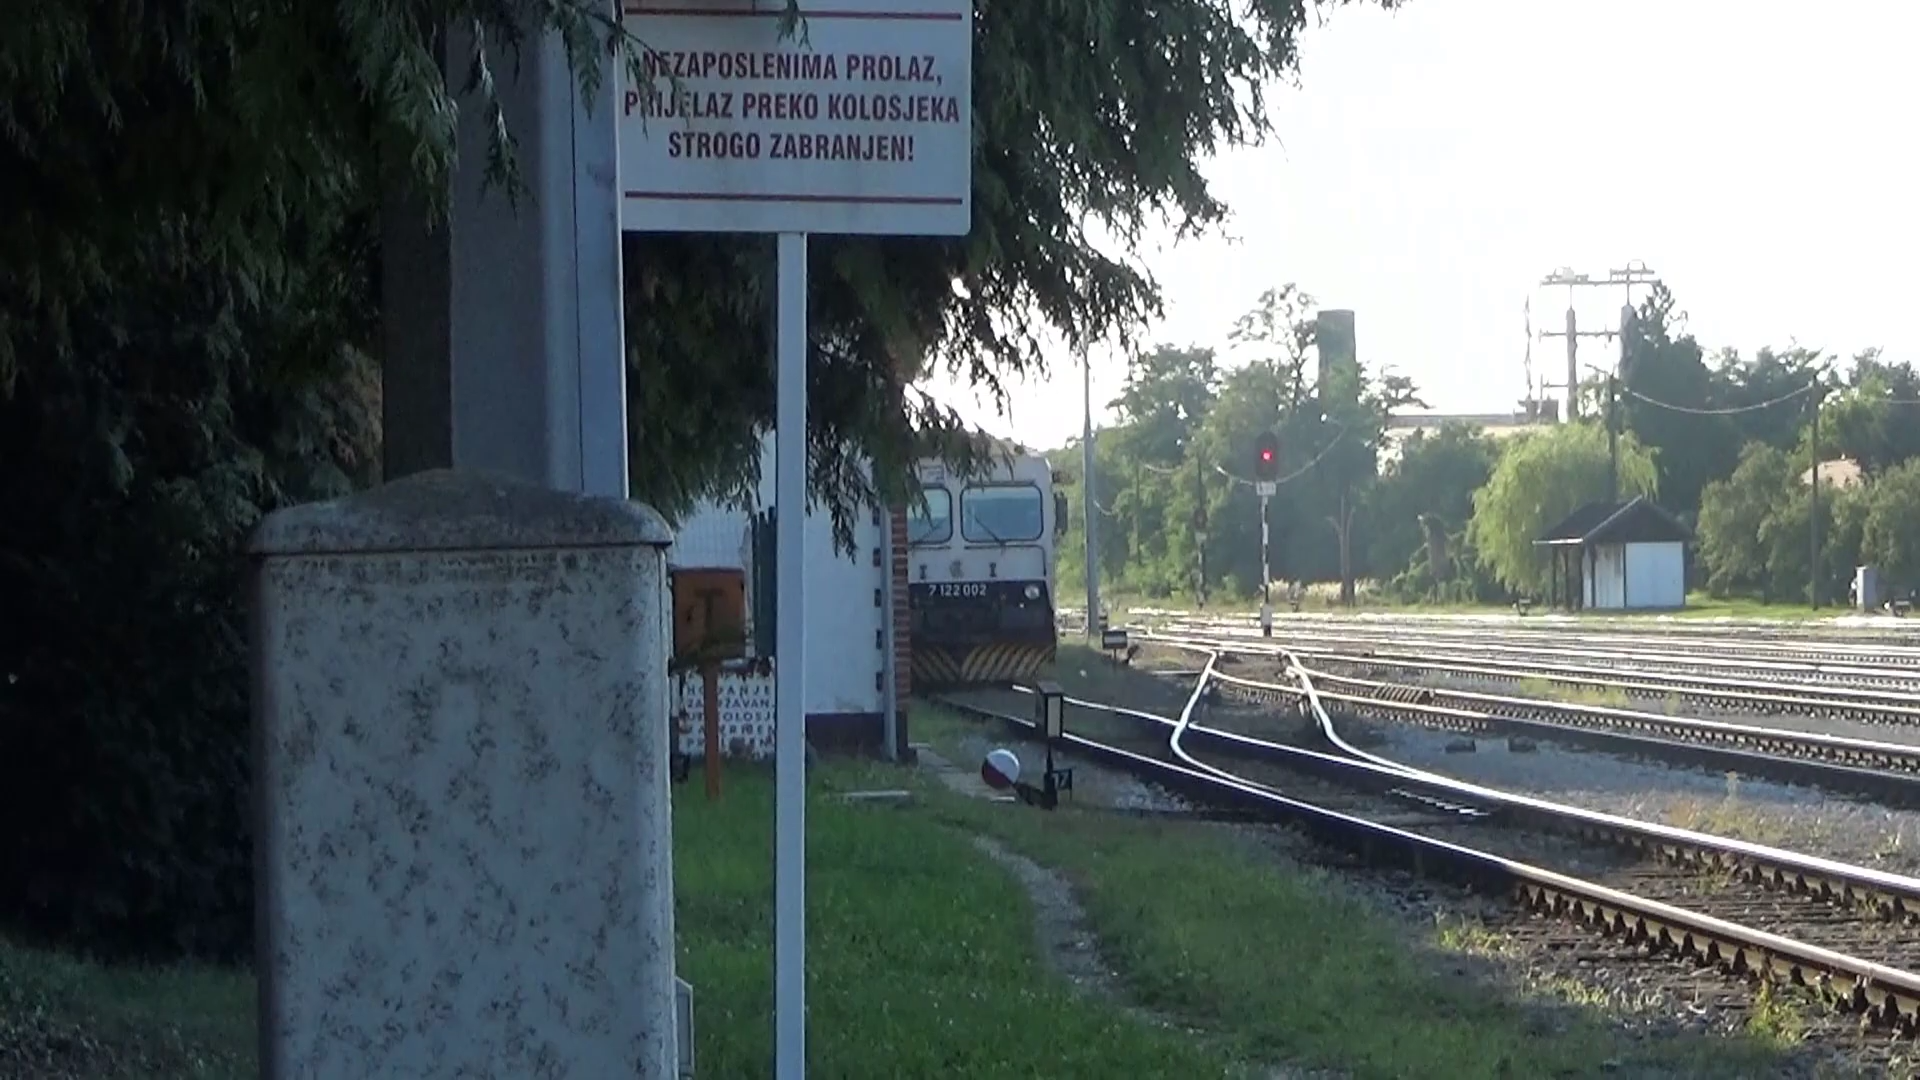 NEZAPOSLENIMA PROLAZ,
PRIJELAZ PREKO KOLOSJEKA
STROGO ZABRANJEN!
7 122 002
T